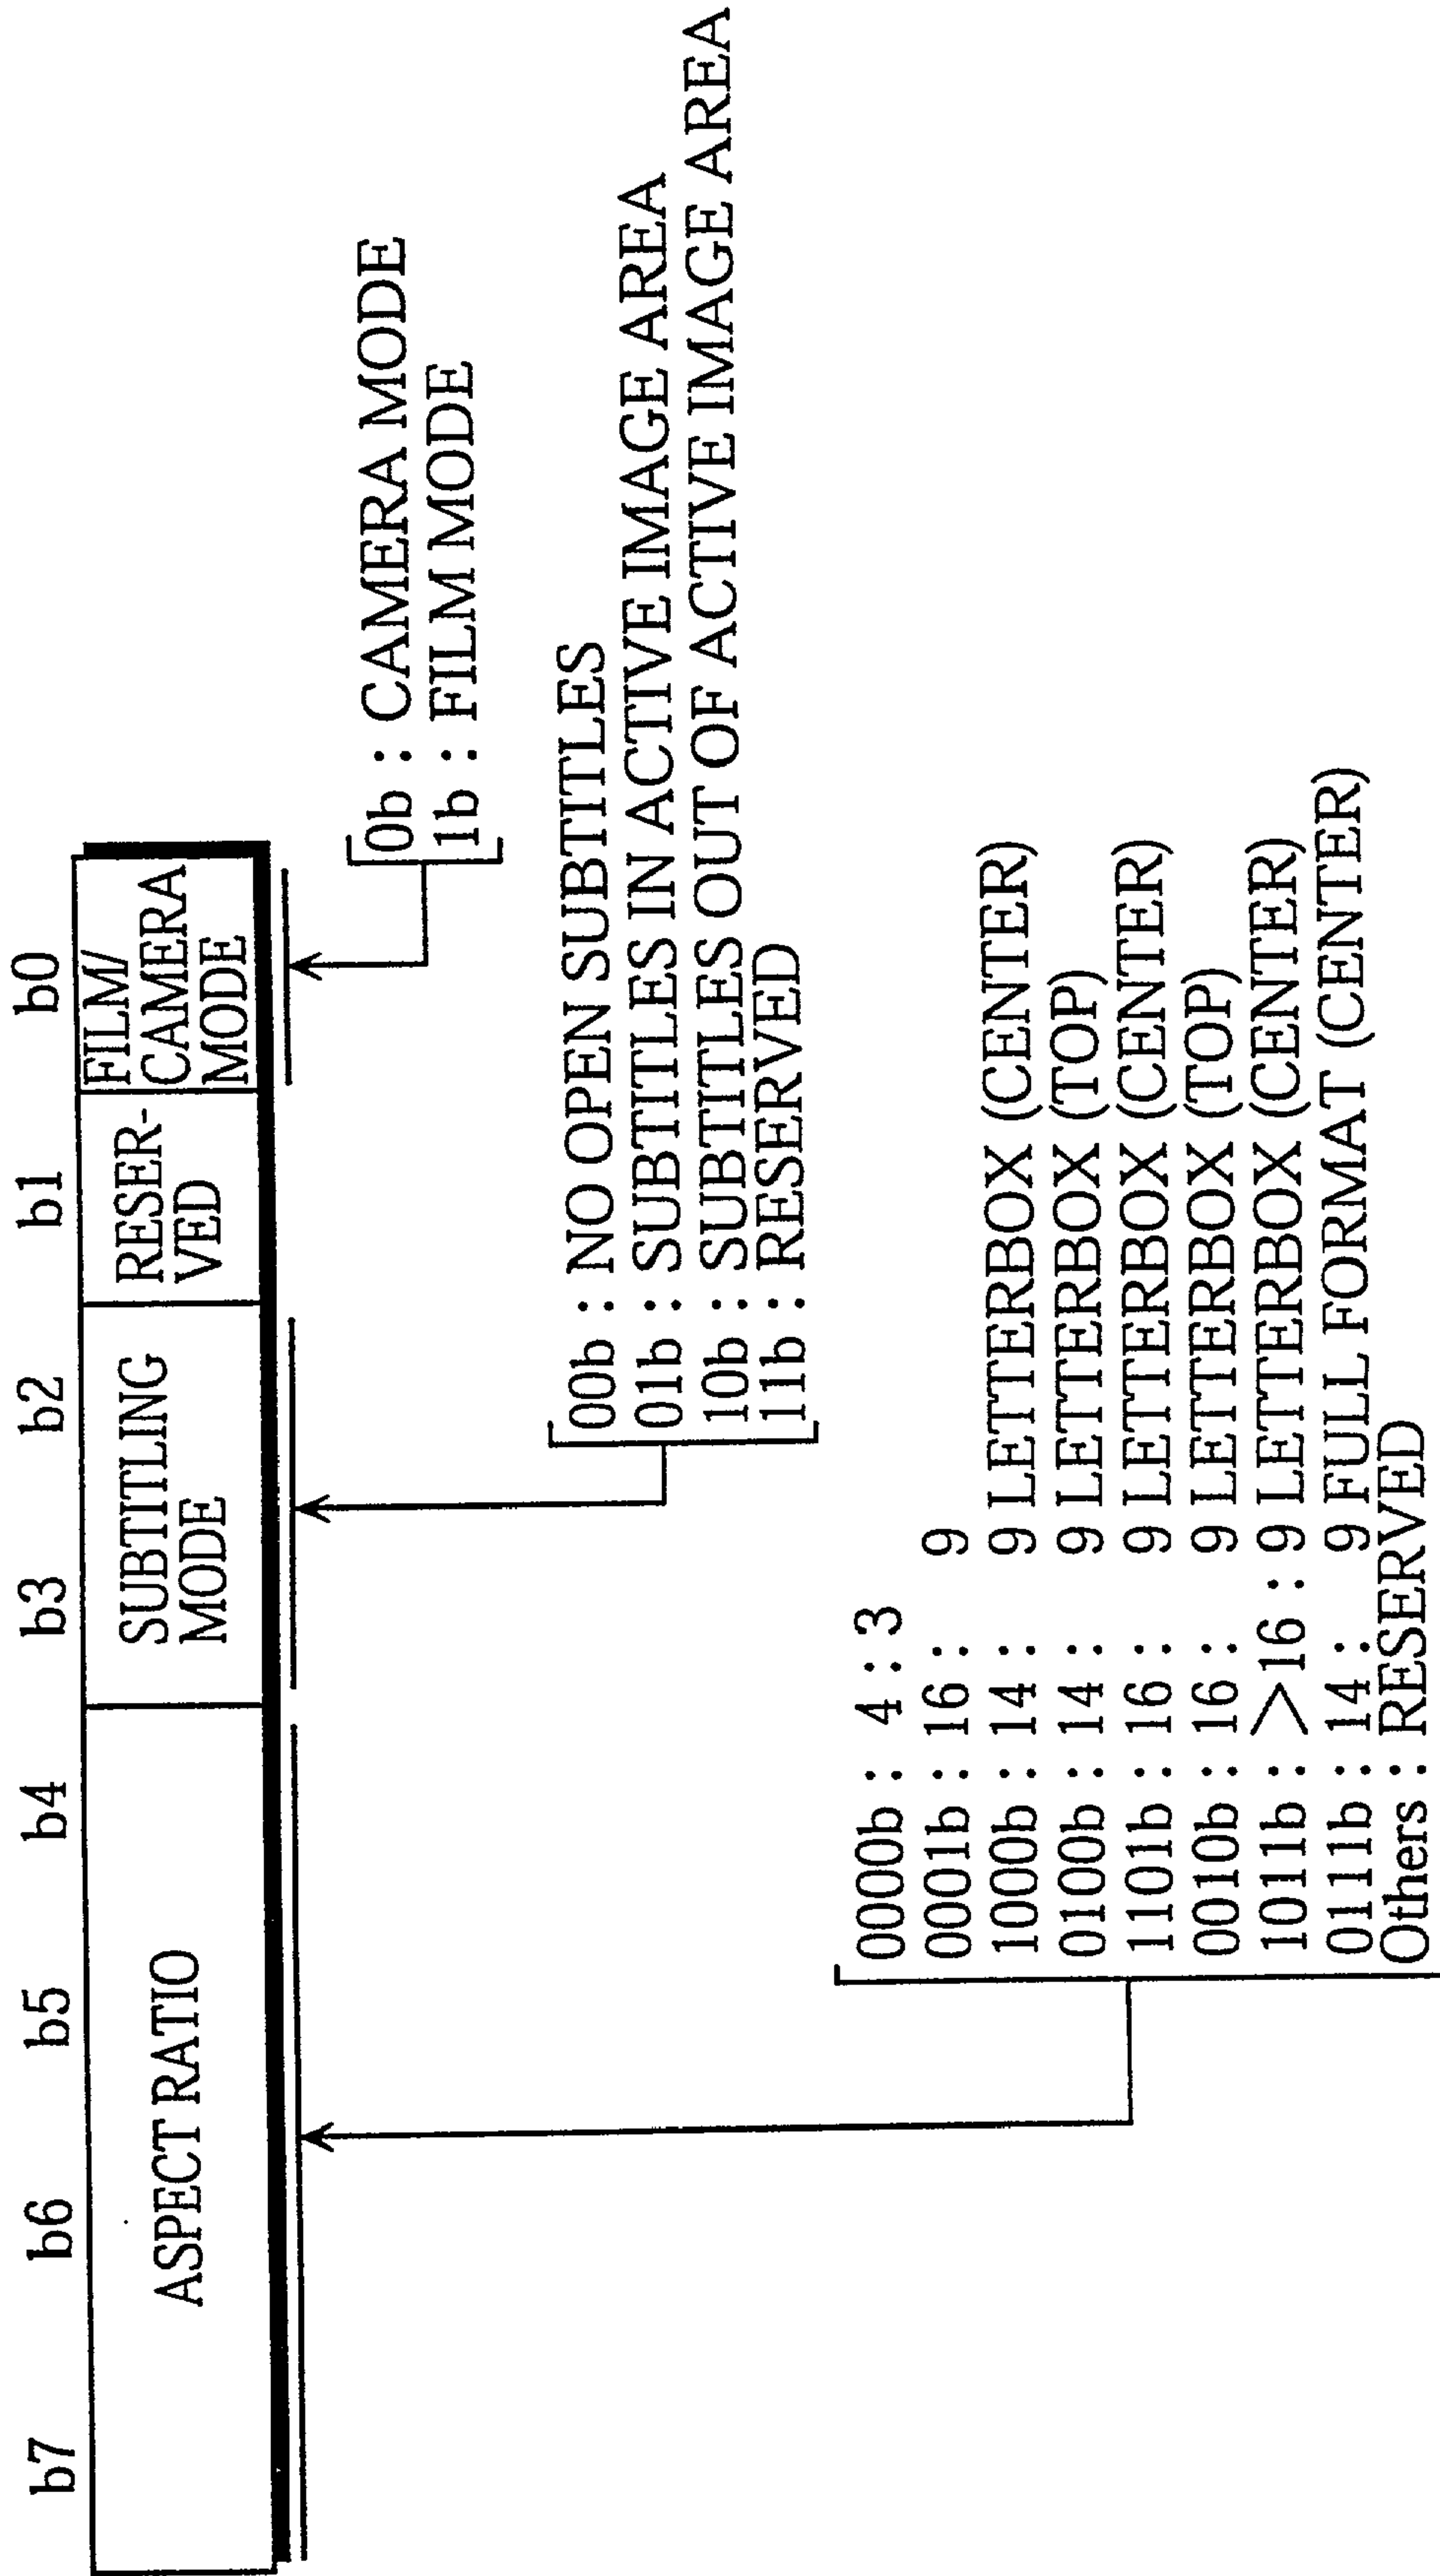 b7 b6 b5 b4 b3 b2 b1 b0
ASPECT RATIO
SUBTITLING
MODE
RESER-
VED
FILM/
CAMERA
MODE
0b : CAMERA MODE
1b : FILM MODE
00b : NO OPEN SUBTITLES
01b : SUBTITLES IN ACTIVE IMAGE AREA
10b : SUBTITLES OUT OF ACTIVE IMAGE AREA
11b : RESERVED
0000b : 4 : 3
0001b : 16 : 9
1000b : 14 : 9 LETTERBOX (CENTER)
0100b : 14 : 9 LETTERBOX (TOP)
1101b : 16 : 9 LETTERBOX (CENTER)
0010b : 16 : 9 LETTERBOX (TOP)
1011b : >16 : 9 LETTERBOX (CENTER)
0111b : 14 : 9 FULL FORMAT (CENTER)
Others : RESERVED